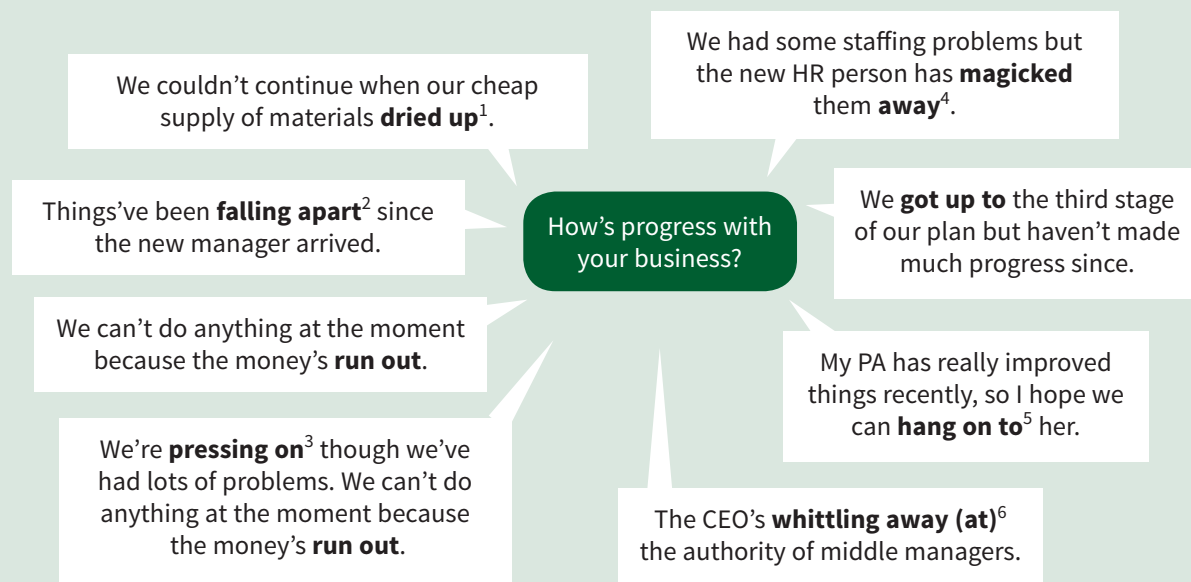 We couldn’t continue when our cheap
supply of materials dried up1.
We had some staffing problems but
the new HR person has magicked
them away4.
Things’ve been falling apart2 since
the new manager arrived.
How’s progress with
your business?
We got up to the third stage
of our plan but haven’t made
much progress since.
We can’t do anything at the moment
because the money’s run out.
My PA has really improved
things recently, so I hope we
can hang on to5 her.
We’re pressing on3 though we’ve
had lots of problems. We can’t do
anything at the moment because
the money’s run out.
The CEO’s whittling away (at)6
the authority of middle managers.